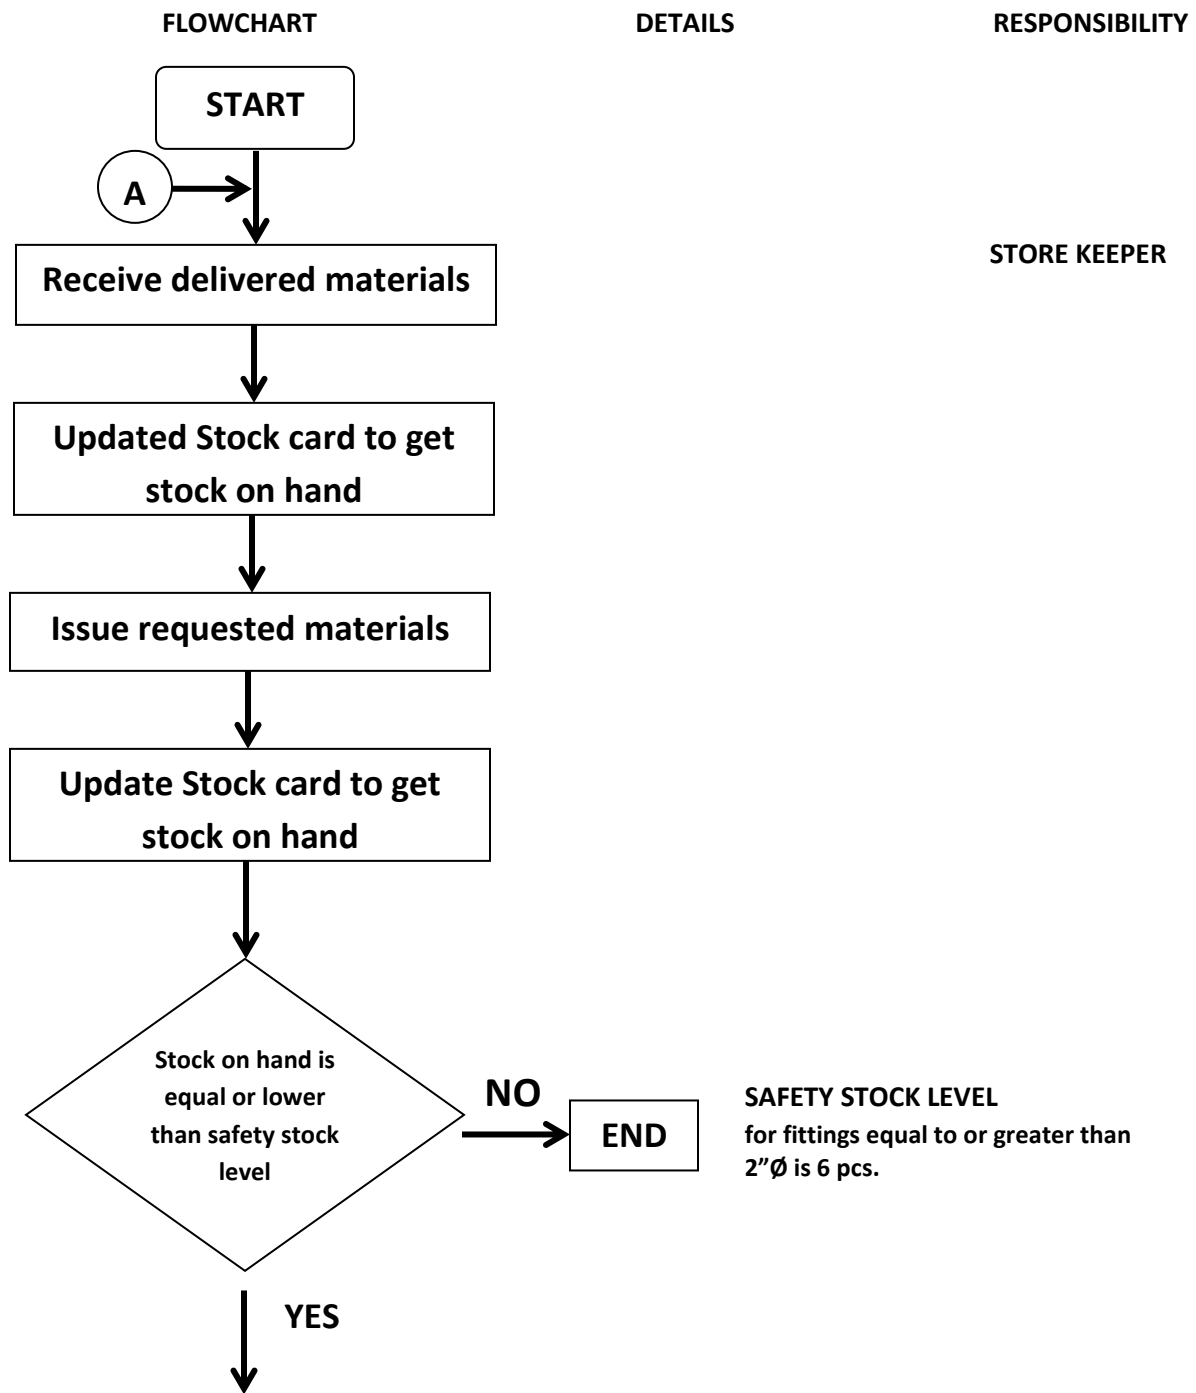 FLOWCHART DETAILS RESPONSIBILITY
START
A
Receive delivered materials
STORE KEEPER
Updated Stock card to get
stock on hand
Issue requested materials
Update Stock card to get
stock on hand
Stock on hand is
equal or lower
than safety stock
level
NO
END
SAFETY STOCK LEVEL
for fittings equal to or greater than
2”Ø is 6 pcs.
YES